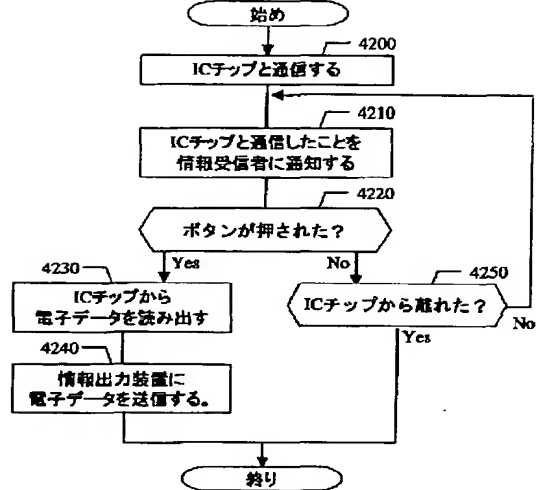 始め
4200
ICチップと通信する
4210
ICチップと通信したことを
情報受信者に通知する
4220
ボタンが押された？
Yes
No
4230
ICチップから
電子データを読み出す
4250
ICチップから離れた？
No
Yes
4240
情報出力装置に
電子データを送信する。
終り